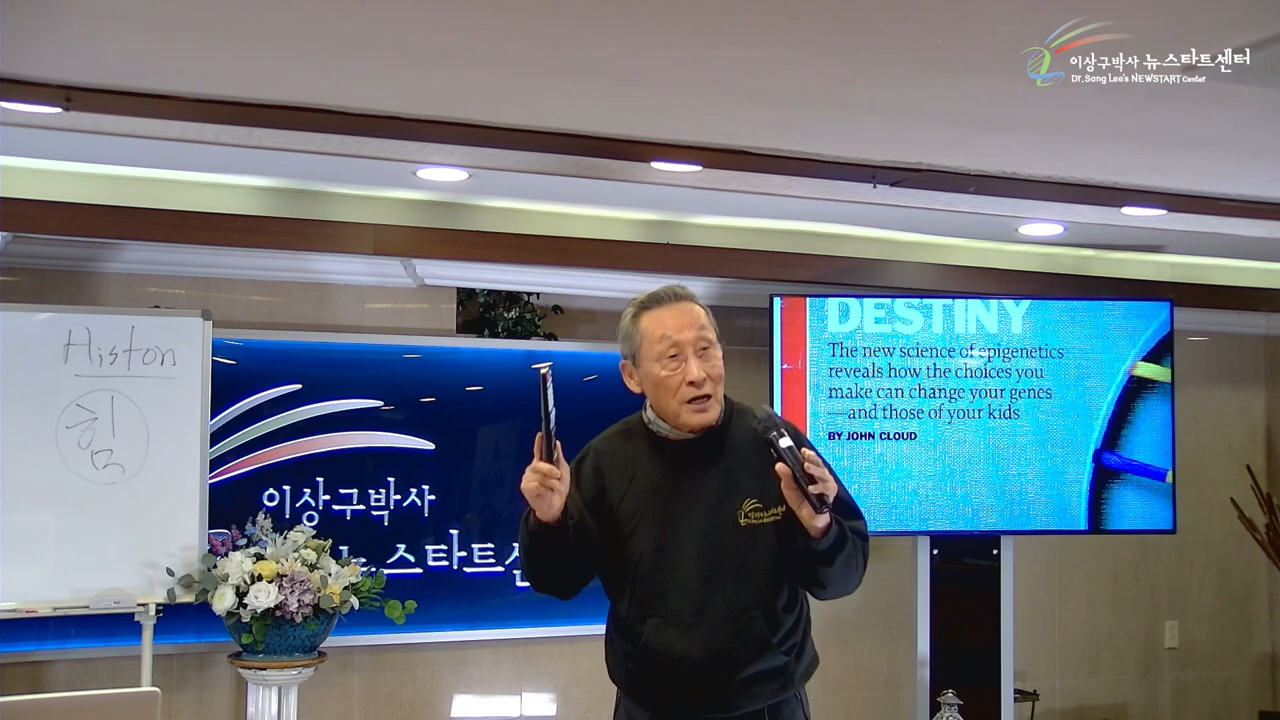 이상구박사 뉴스타트센터
Dr. Sang Lee's NEWSTART Center
Histon
힘
이상구박사
뉴 스타트센
DESTINY
The new science of epigenetics
reveals how the choices you
make can change your genes
—and those of your kids
BY JOHN CLOUD